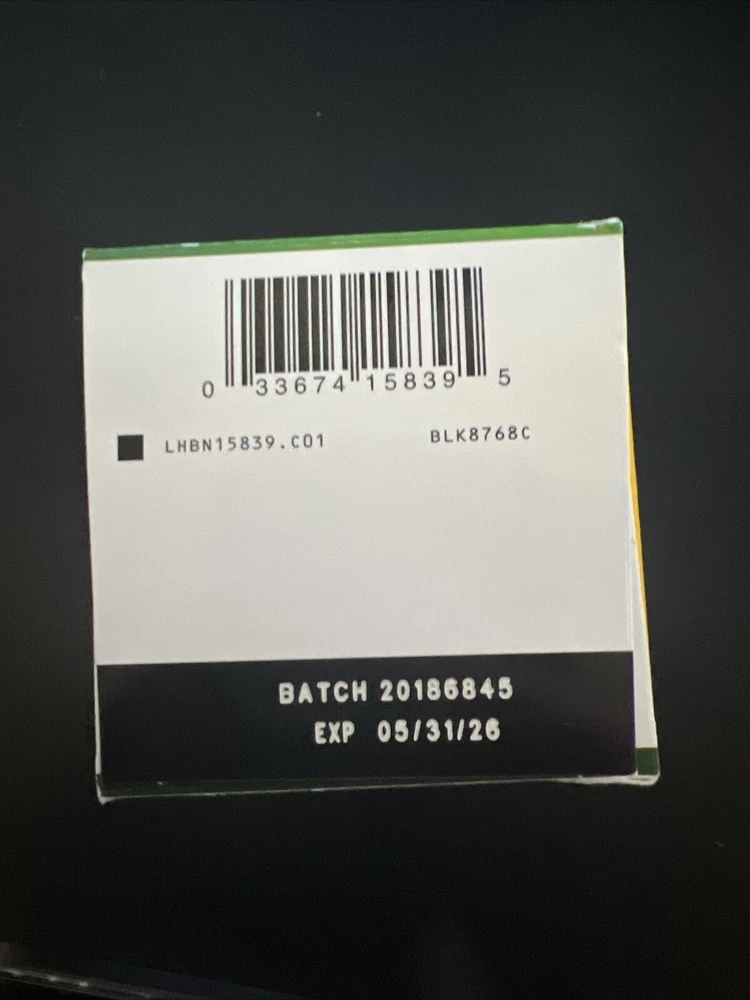 0 33674 15839 5
LHBN15839.C01 BLK8768C
BATCH 20186845
EXP 05/31/26